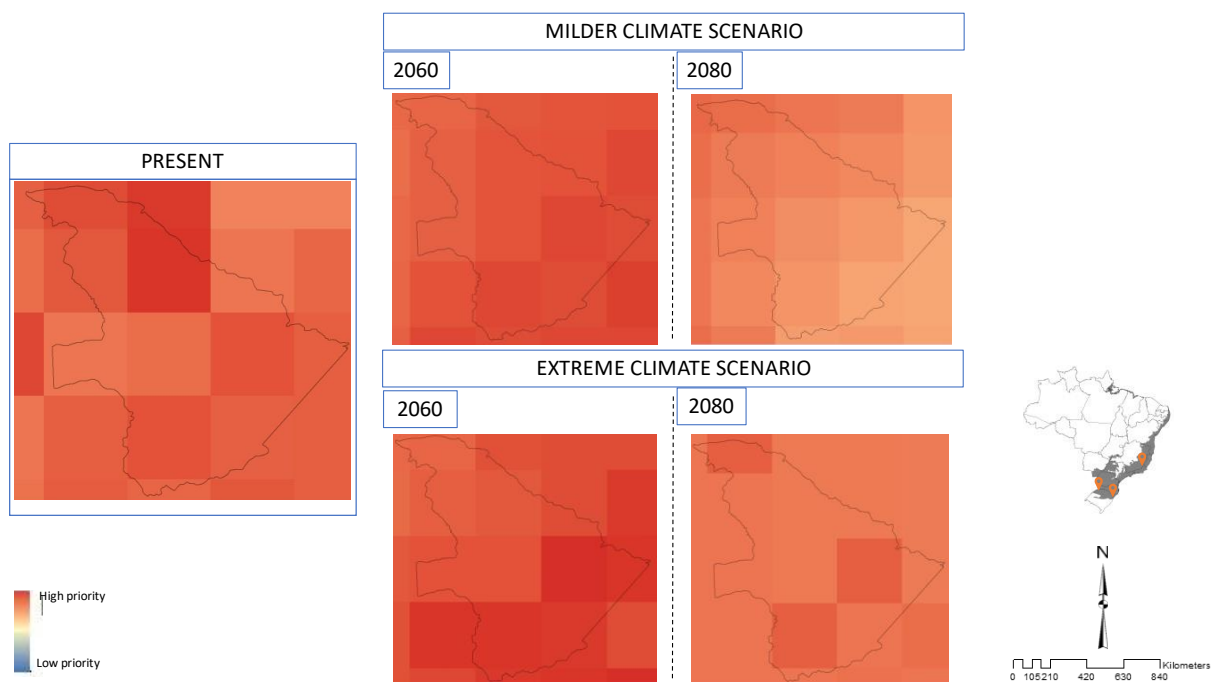 MILDER CLIMATE SCENARIO
2060
2080
PRESENT
EXTREME CLIMATE SCENARIO
2060
2080
High priority
Low priority
N
Kilometers
0 105210 420 630 840